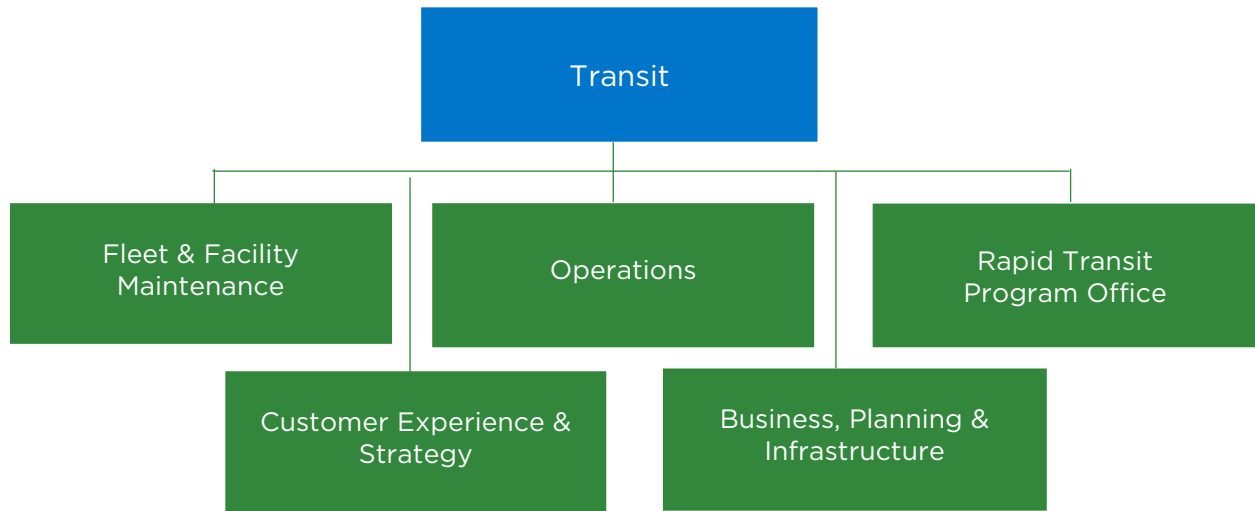 Transit
Fleet & Facility
Maintenance
Operations
Rapid Transit
Program Office
Customer Experience &
Strategy
Business, Planning &
Infrastructure